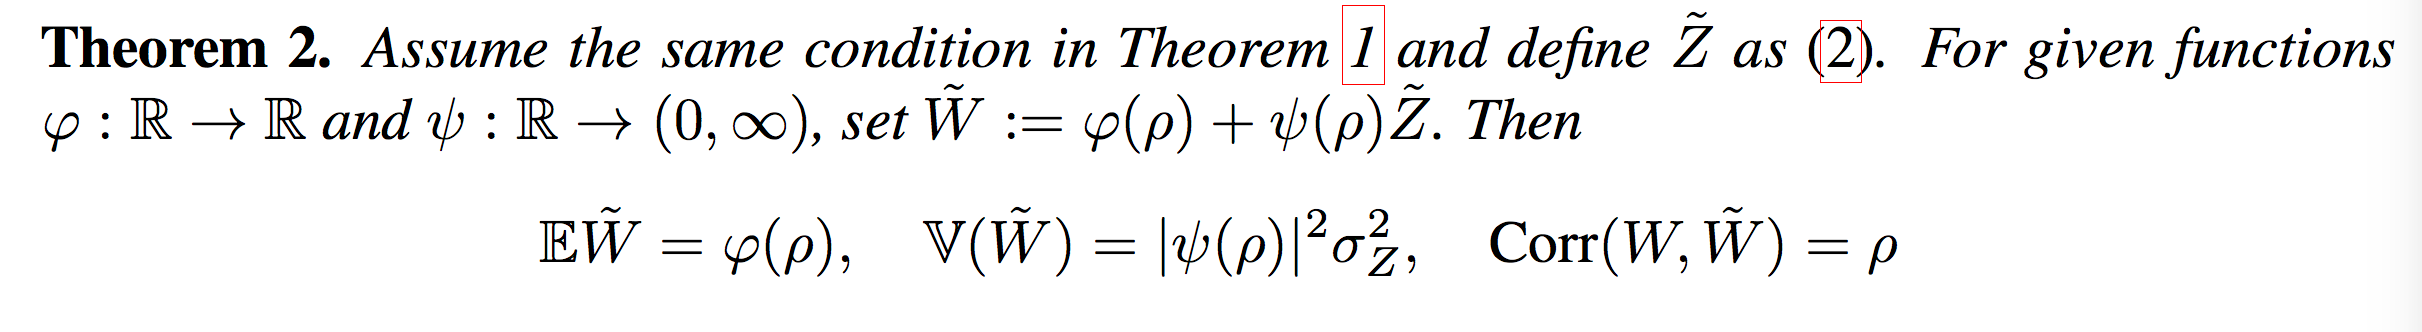 Theorem 2. Assume the same condition in Theorem 1 and define Z̃ as (2). For given functions
φ : ℝ → ℝ and ψ : ℝ → (0, ∞), set W̃ := φ(ρ) + ψ(ρ)Z̃. Then
𝔼W̃ = φ(ρ), 𝕍(W̃) = |ψ(ρ)|²σ_Z², Corr(W, W̃) = ρ